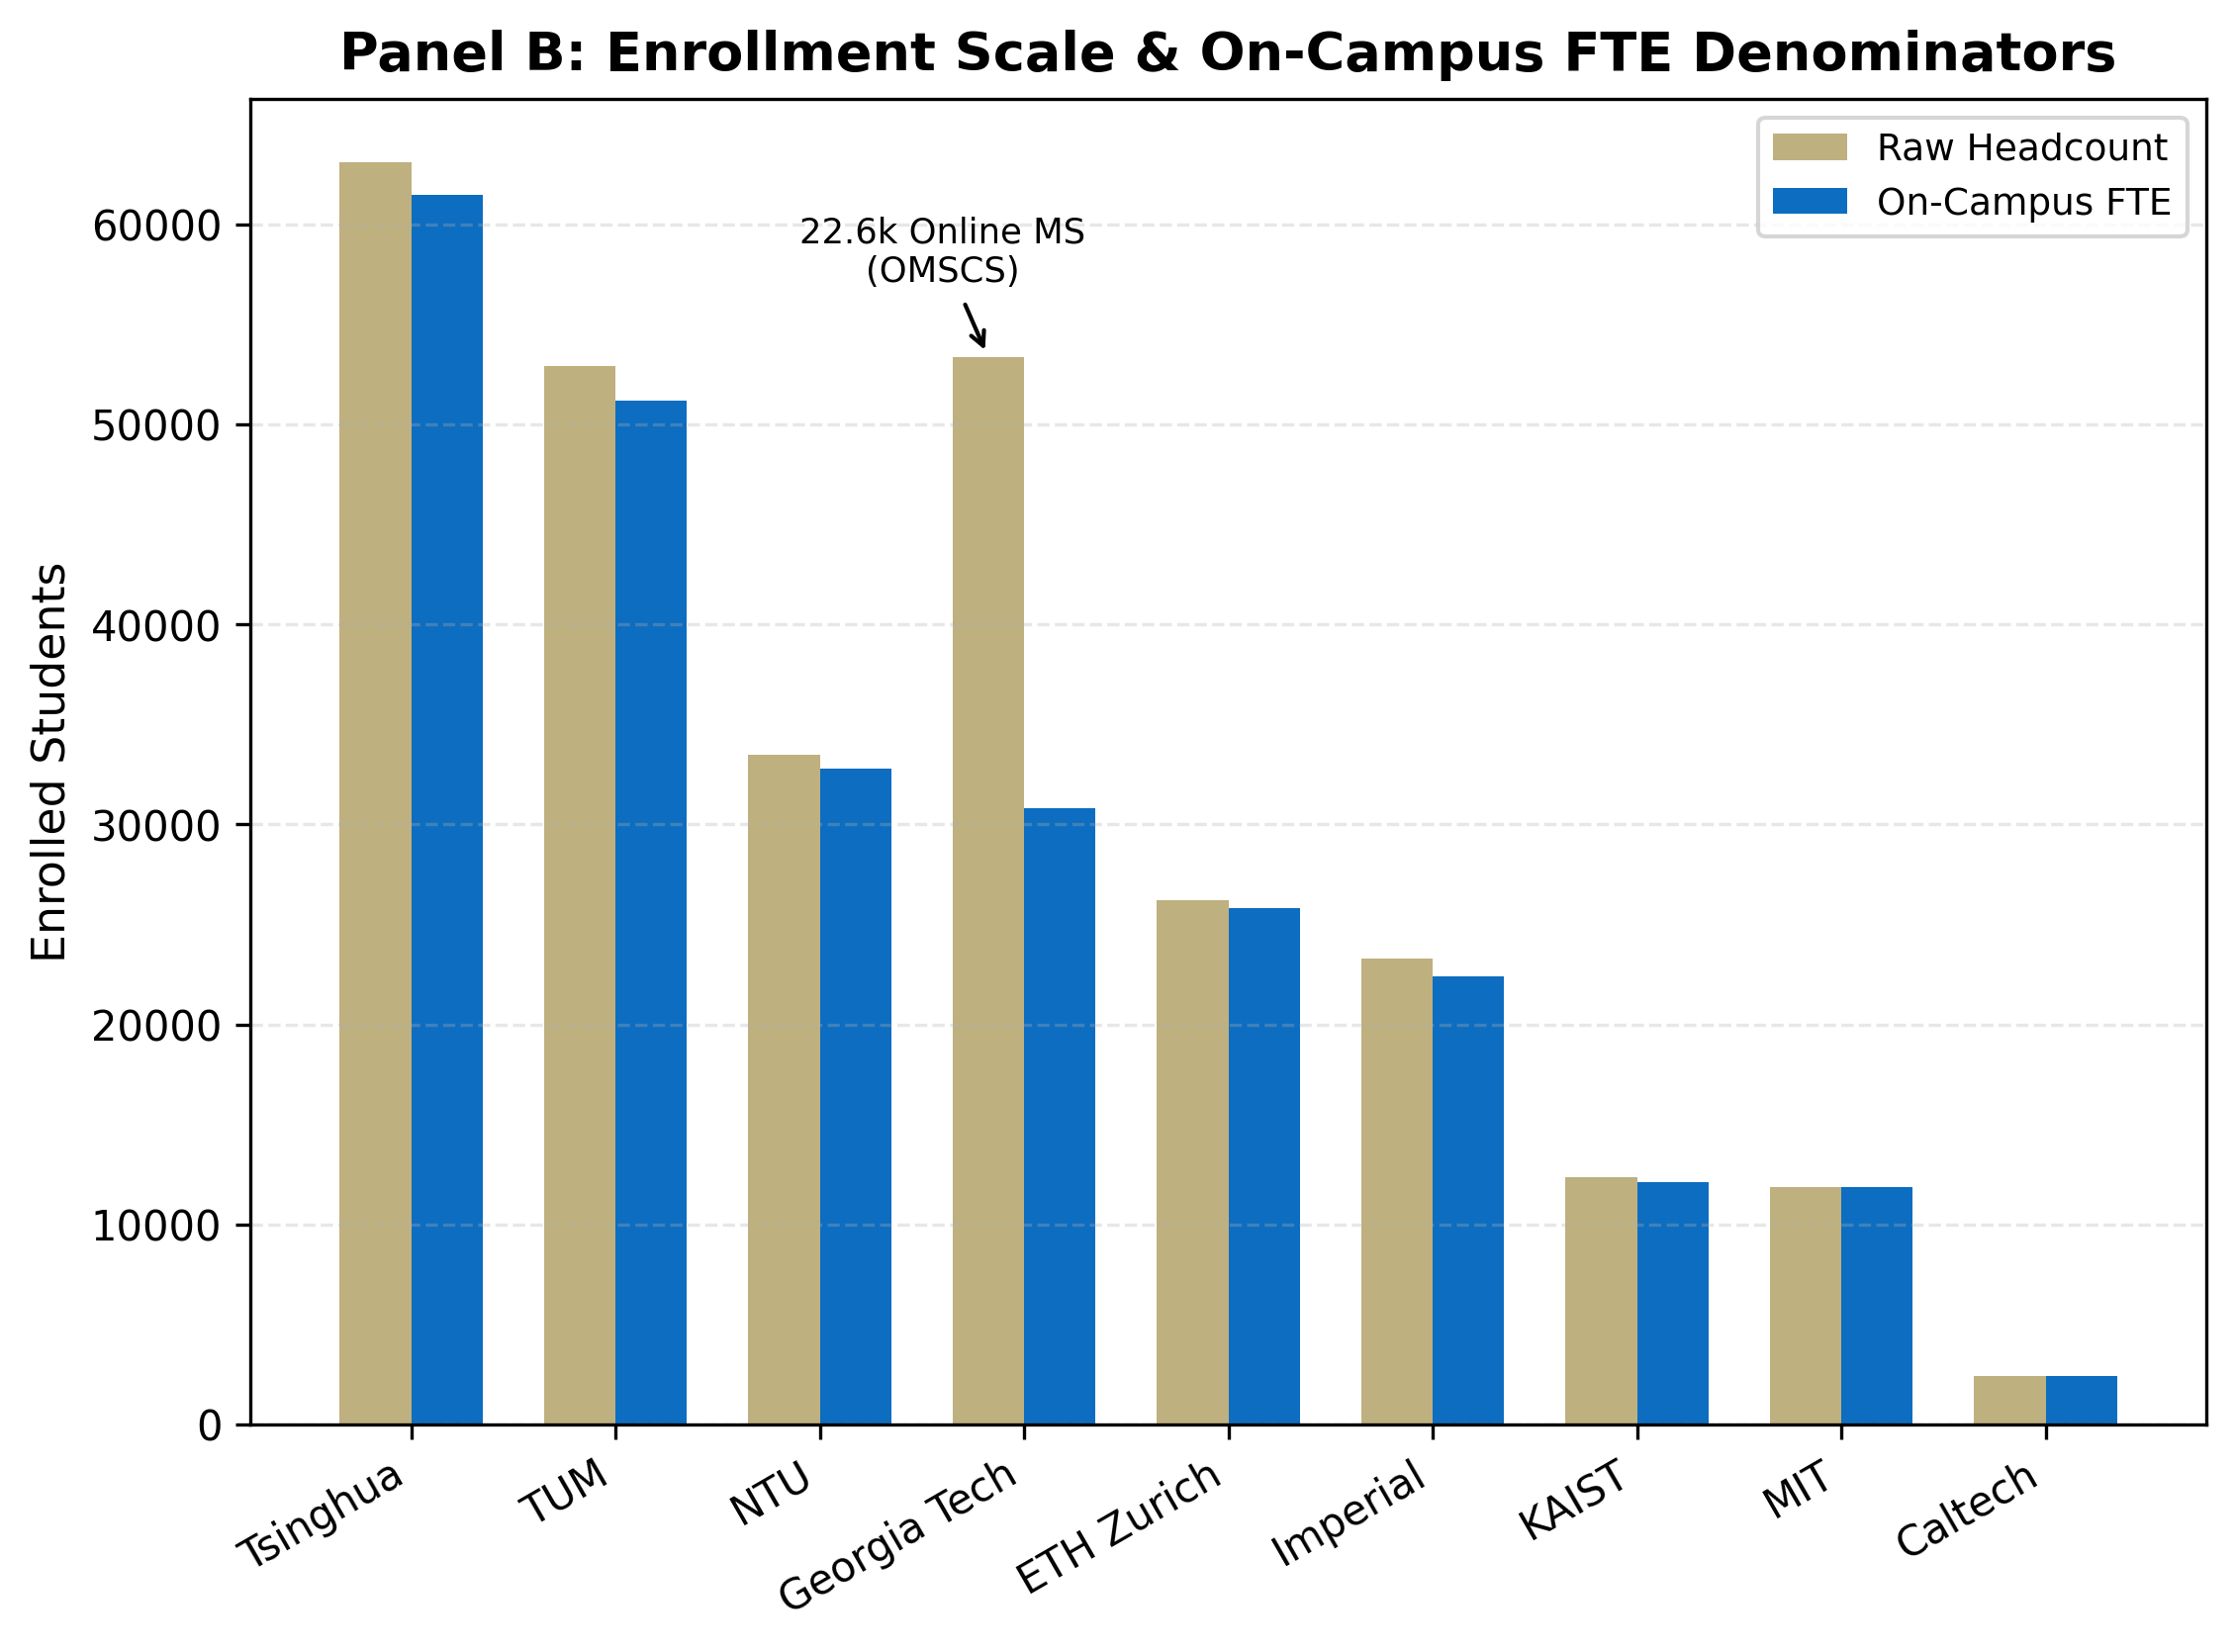 Panel B: Enrollment Scale & On-Campus FTE Denominators
Raw Headcount
On-Campus FTE
22.6k Online MS
(OMSCS)
Enrolled Students
60000
50000
40000
30000
20000
10000
0
Tsinghua
TUM
NTU
Georgia Tech
ETH Zurich
Imperial
KAIST
MIT
Caltech